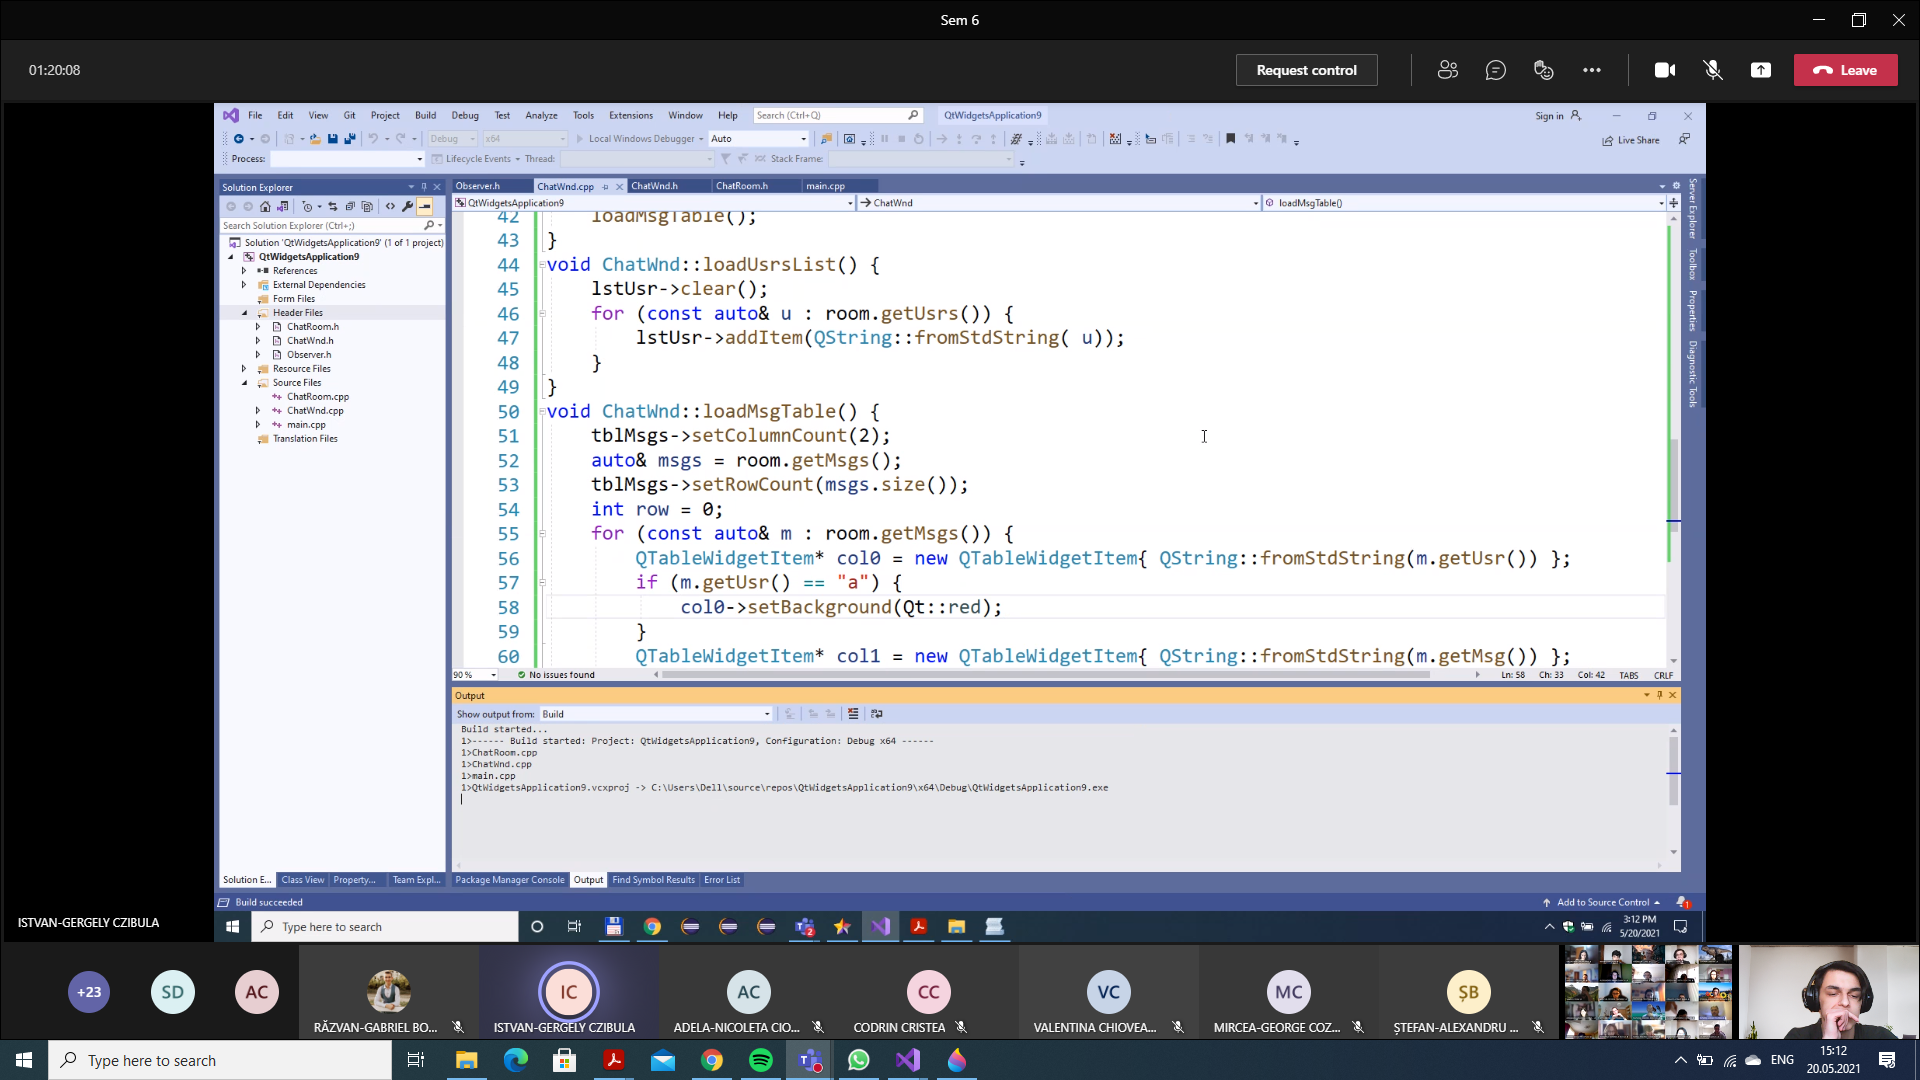 Sem 6
01:20:08
Request control
Leave
File Edit View Git Project Build Debug Test Analyze Tools Extensions Window Help Search (Ctrl+Q) QtWidgetsApplication9 Sign in
Debug x64 Local Windows Debugger Auto Live Share
Process: Lifecycle Events Thread: Stack Frame:
Solution Explorer
Observer.h ChatWnd.cpp ChatWnd.h ChatRoom.h main.cpp
QtWidgetsApplication9 ChatWnd loadMsgTable()
Search Solution Explorer (Ctrl+;)
Solution 'QtWidgetsApplication9' (1 of 1 project)
QtWidgetsApplication9
References
External Dependencies
Form Files
Header Files
ChatRoom.h
ChatWnd.h
Observer.h
Resource Files
Source Files
ChatRoom.cpp
ChatWnd.cpp
main.cpp
Translation Files
42 loadMsgTable();
43 }
44 void ChatWnd::loadUsrsList() {
45 lstUsr->clear();
46 for (const auto& u : room.getUsrs()) {
47 lstUsr->addItem(QString::fromStdString( u));
48 }
49 }
50 void ChatWnd::loadMsgTable() {
51 tblMsgs->setColumnCount(2);
52 auto& msgs = room.getMsgs();
53 tblMsgs->setRowCount(msgs.size());
54 int row = 0;
55 for (const auto& m : room.getMsgs()) {
56 QTableWidgetItem* col0 = new QTableWidgetItem{ QString::fromStdString(m.getUsr()) };
57 if (m.getUsr() == "a") {
58 col0->setBackground(Qt::red);
59 }
60 QTableWidgetItem* col1 = new QTableWidgetItem{ QString::fromStdString(m.getMsg()) };
Server Explorer
Toolbox
Properties
Diagnostic Tools
90 % No issues found Ln: 58 Ch: 33 Col: 42 TABS CRLF
Output
Show output from: Build
Build started...
1>------ Build started: Project: QtWidgetsApplication9, Configuration: Debug x64 ------
1>ChatRoom.cpp
1>ChatWnd.cpp
1>main.cpp
1>QtWidgetsApplication9.vcxproj -> C:\Users\Dell\source\repos\QtWidgetsApplication9\x64\Debug\QtWidgetsApplication9.exe
Solution E... Class View Property... Team Expl... Package Manager Console Output Find Symbol Results Error List
Build succeeded Add to Source Control 1
ISTVAN-GERGELY CZIBULA
Type here to search 2 3:12 PM
5/20/2021
+23 SD AC IC AC CC VC MC ȘB
RĂZVAN-GABRIEL BO... ISTVAN-GERGELY CZIBULA ADELA-NICOLETA CIO... CODRIN CRISTEA VALENTINA CHIOVEA... MIRCEA-GEORGE COZ... ȘTEFAN-ALEXANDRU ...
Type here to search ENG 15:12
20.05.2021